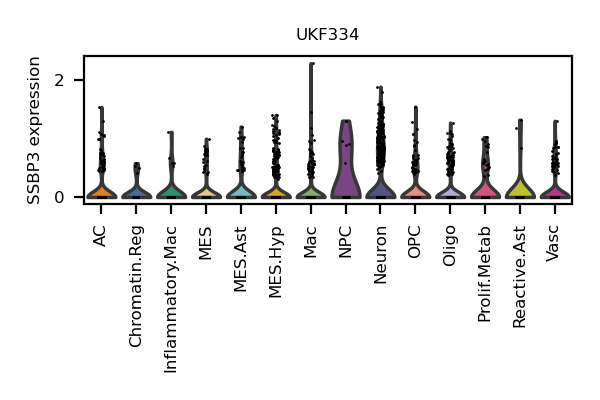 UKF334
SSBP3 expression
2
0
AC
Chromatin.Reg
Inflammatory.Mac
MES
MES.Ast
MES.Hyp
Mac
NPC
Neuron
OPC
Oligo
Prolif.Metab
Reactive.Ast
Vasc